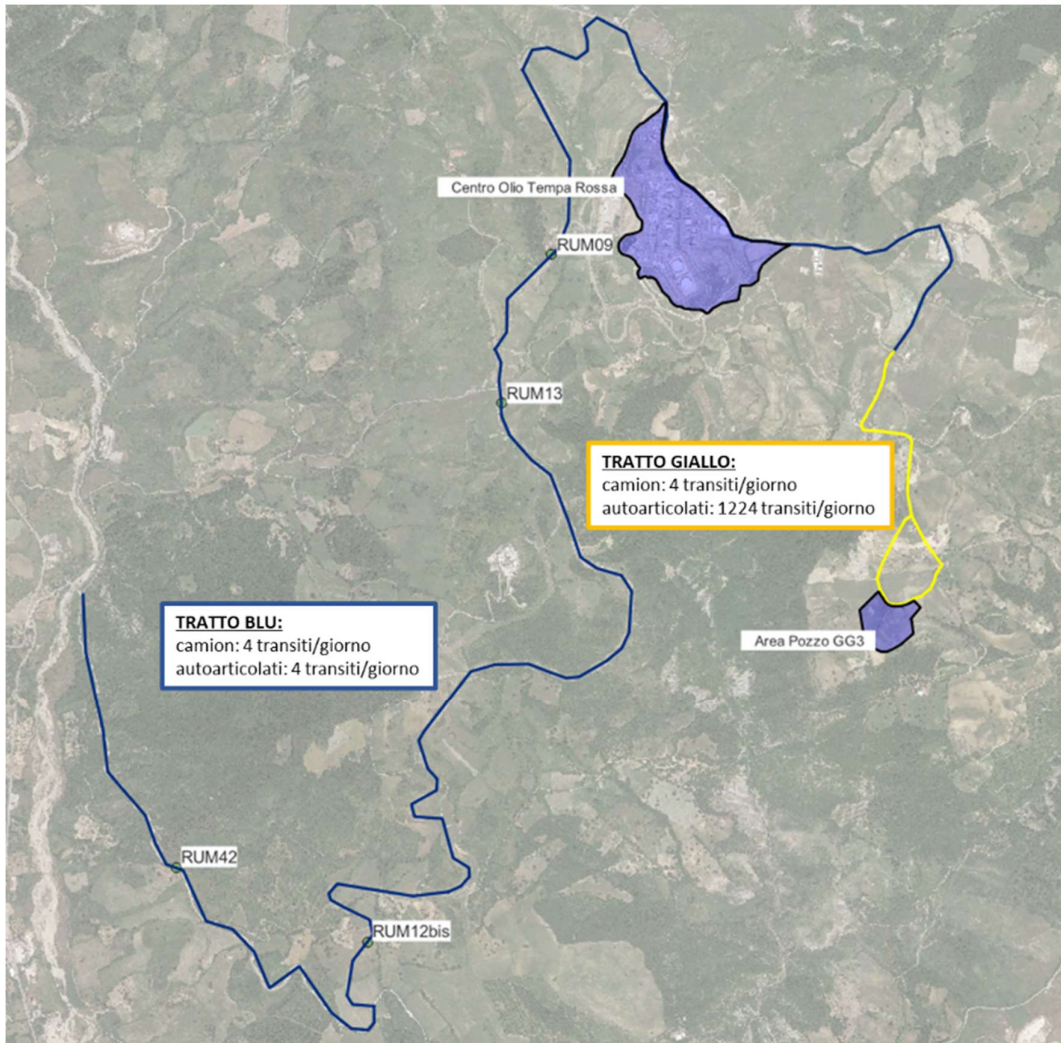 Centro Olio Tempa Rossa
RUM09
RUM13
TRATTO GIALLO:
camion: 4 transiti/giorno
autoarticolati: 1224 transiti/giorno
TRATTO BLU:
camion: 4 transiti/giorno
autoarticolati: 4 transiti/giorno
Area Pozzo GG3
RUM42
RUM12bis